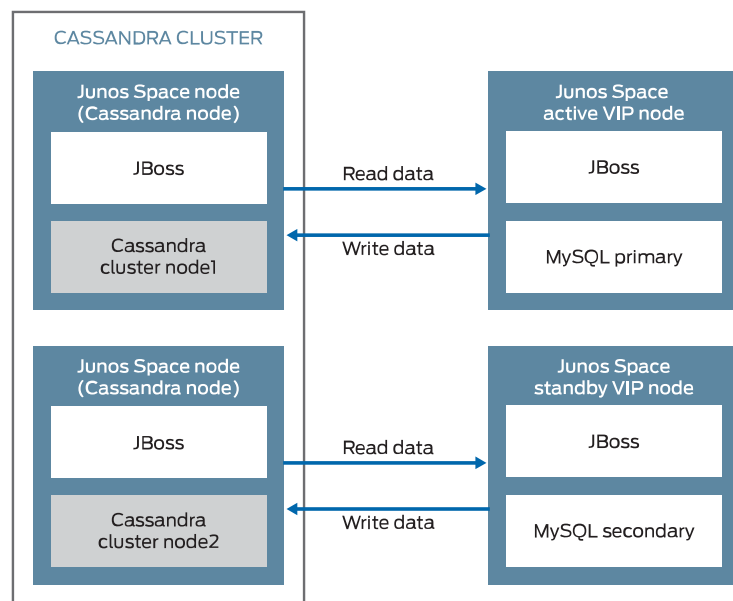 CASSANDRA CLUSTER
Junos Space node
(Cassandra node)
JBoss
Cassandra
cluster node1
Read data
Write data
Junos Space
active VIP node
JBoss
MySQL primary
Junos Space node
(Cassandra node)
JBoss
Cassandra
cluster node2
Read data
Write data
Junos Space
standby VIP node
JBoss
MySQL secondary